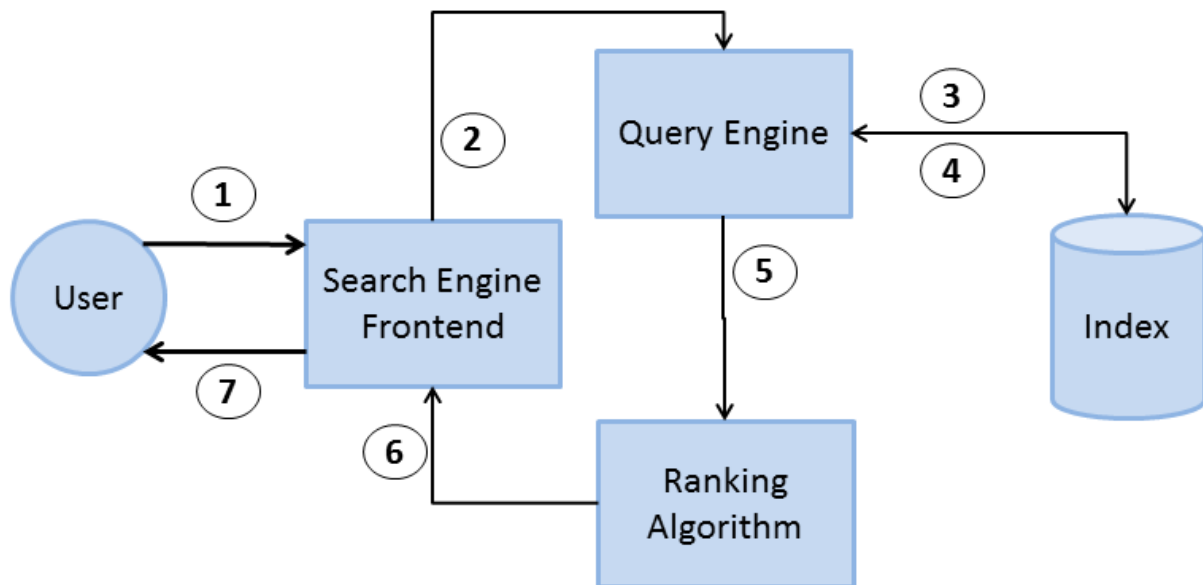 2
Query Engine
3
4
1
User
Search Engine
Frontend
5
Index
7
6
Ranking
Algorithm